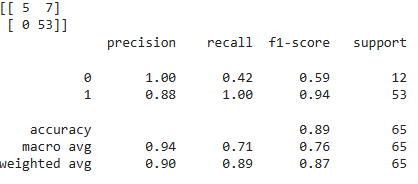 [[ 5  7]
 [ 0 53]]
              precision    recall  f1-score   support

           0       1.00      0.42      0.59        12
           1       0.88      1.00      0.94        53

    accuracy                           0.89        65
   macro avg       0.94      0.71      0.76        65
weighted avg       0.90      0.89      0.87        65